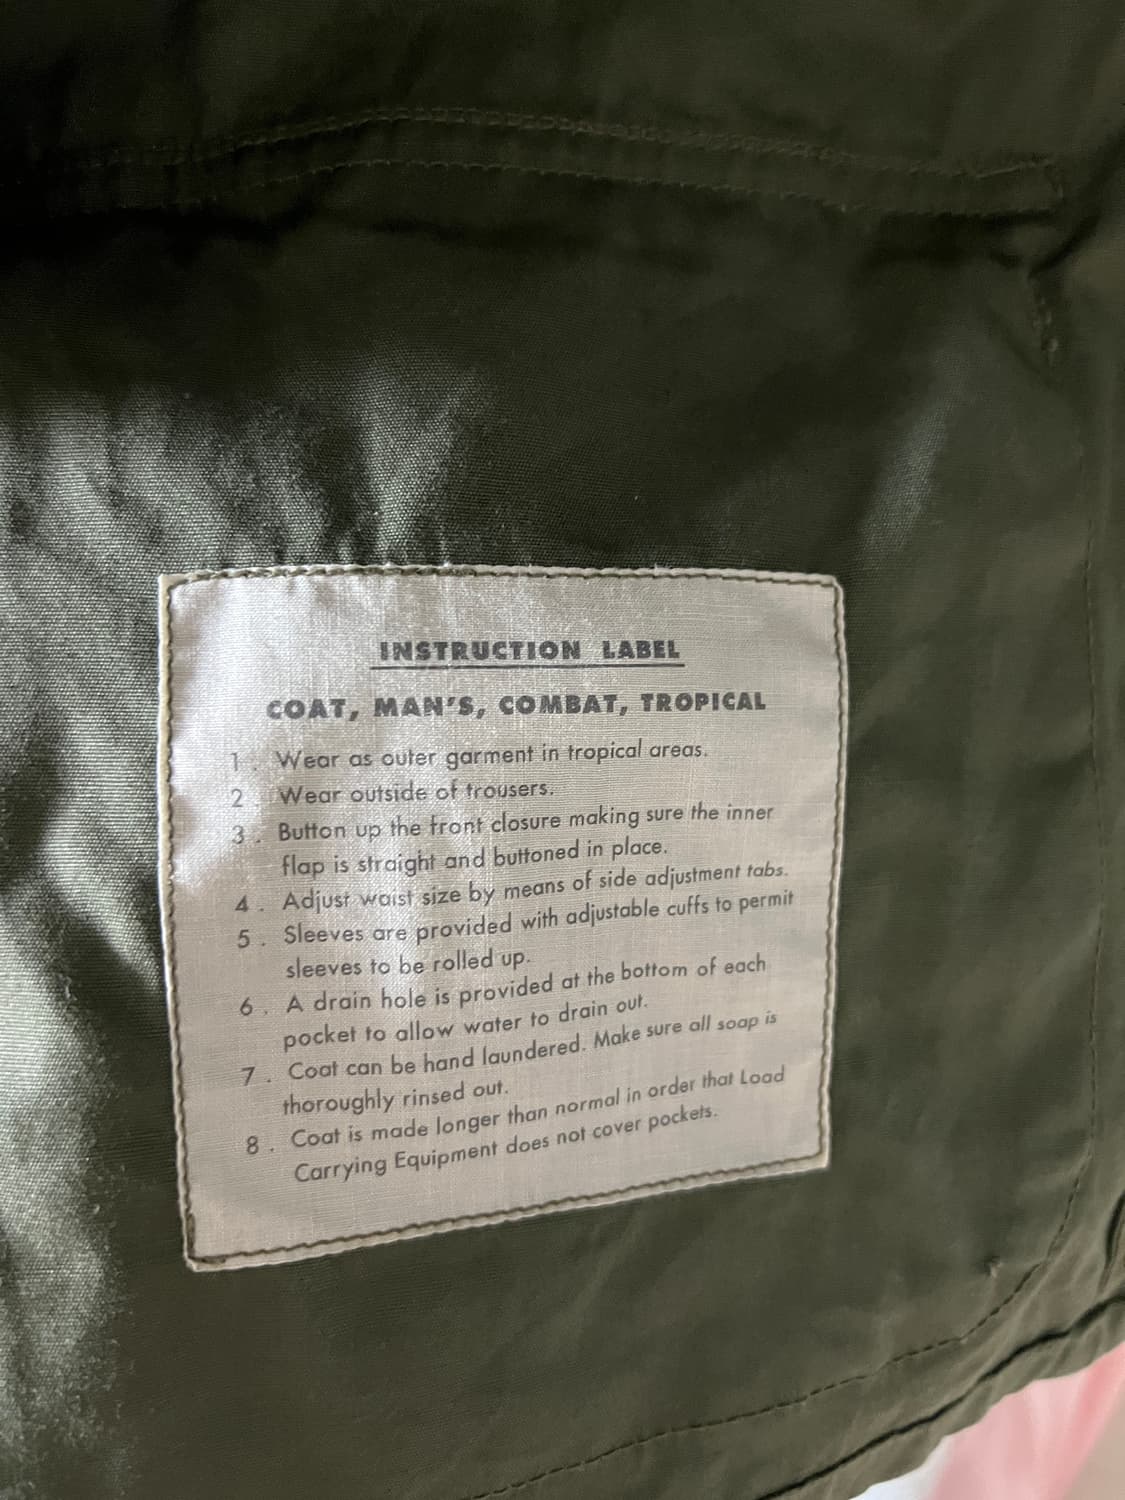 INSTRUCTION LABEL
COAT, MAN'S, COMBAT, TROPICAL
1. Wear as outer garment in tropical areas.
2 Wear outside of trousers.
3. Button up the front closure making sure the inner
flap is straight and buttoned in place.
4. Adjust waist size by means of side adjustment tabs.
5. Sleeves are provided with adjustable cuffs to permit
sleeves to be rolled up.
6. A drain hole is provided at the bottom of each
pocket to allow water to drain out.
7. Coat can be hand laundered. Make sure all soap is
thoroughly rinsed out.
8. Coat is made longer than normal in order that Load
Carrying Equipment does not cover pockets.